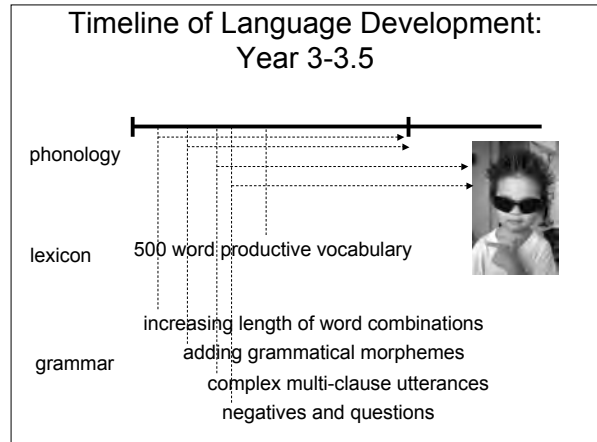 Timeline of Language Development:
Year 3-3.5
phonology
lexicon
500 word productive vocabulary
grammar
increasing length of word combinations
adding grammatical morphemes
complex multi-clause utterances
negatives and questions